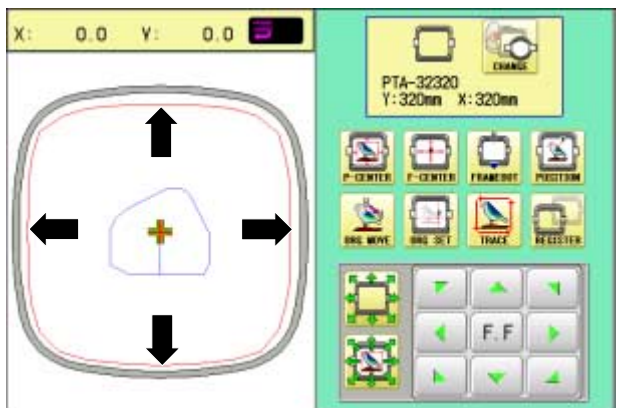 X: 0.0 Y: 0.0
CHANGE
PTA-32320
Y:320mm X:320mm
P-CENTER F-CENTER FRAMEOUT POSITION
ORG MOVE ORG SET TRACE REGISTER
F.F